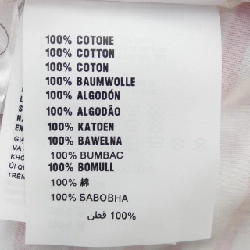 100% COTONE
100% COTTON
100% COTON
100% BAUMWOLLE
100% ALGODÓN
100% ALGODÃO
100% KATOEN
100% BAWEŁNA
100% BUMBAC
100% BOMULL
100% 綿
100% БАВОВНА
100% قطن